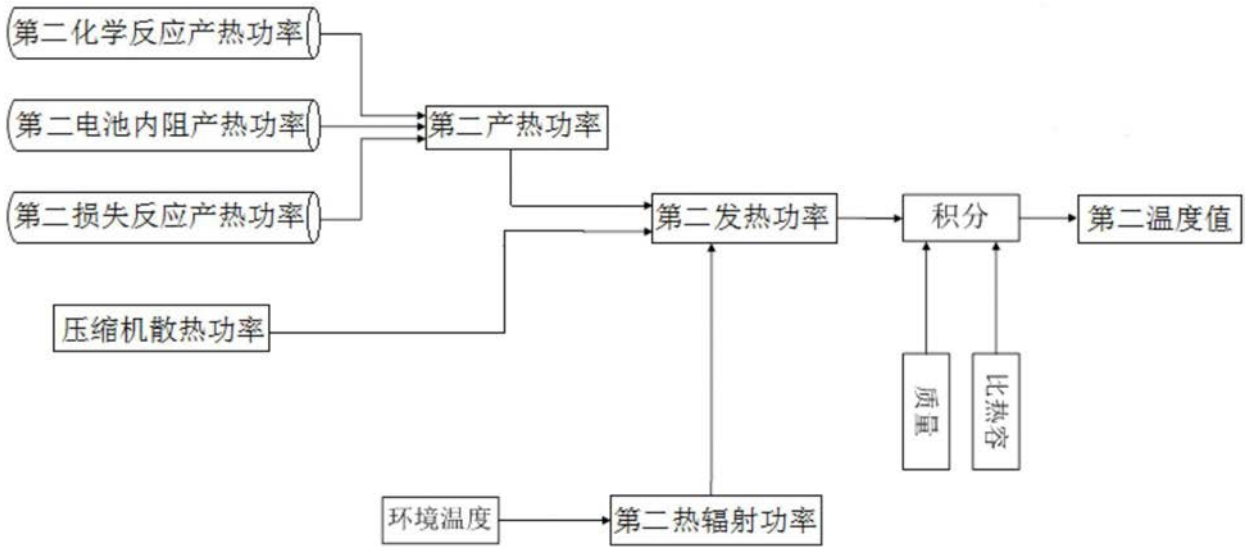 第二化学反应产热功率
第二电池内阻产热功率
第二产热功率
第二损失反应产热功率
第二发热功率
积分
第二温度值
压缩机散热功率
质量
比热容
环境温度
第二热辐射功率